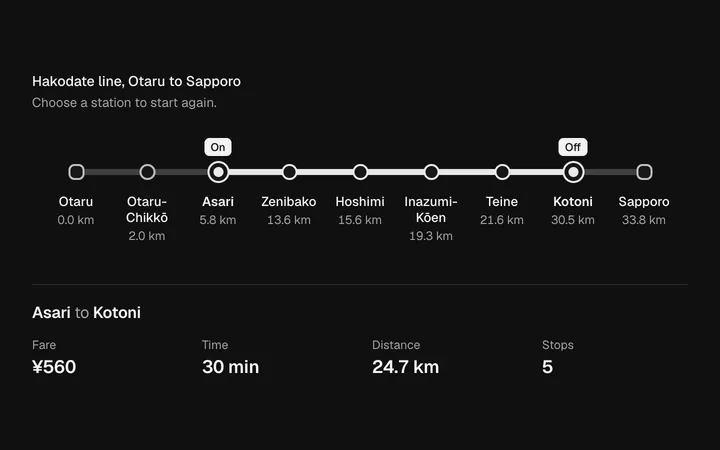 Hakodate line, Otaru to Sapporo
Choose a station to start again.
On
Off
Otaru
0.0 km
Otaru-
Chikkō
2.0 km
Asari
5.8 km
Zenibako
13.6 km
Hoshimi
15.6 km
Inazumi-
Kōen
19.3 km
Teine
21.6 km
Kotoni
30.5 km
Sapporo
33.8 km
Asari to Kotoni
Fare
¥560
Time
30 min
Distance
24.7 km
Stops
5